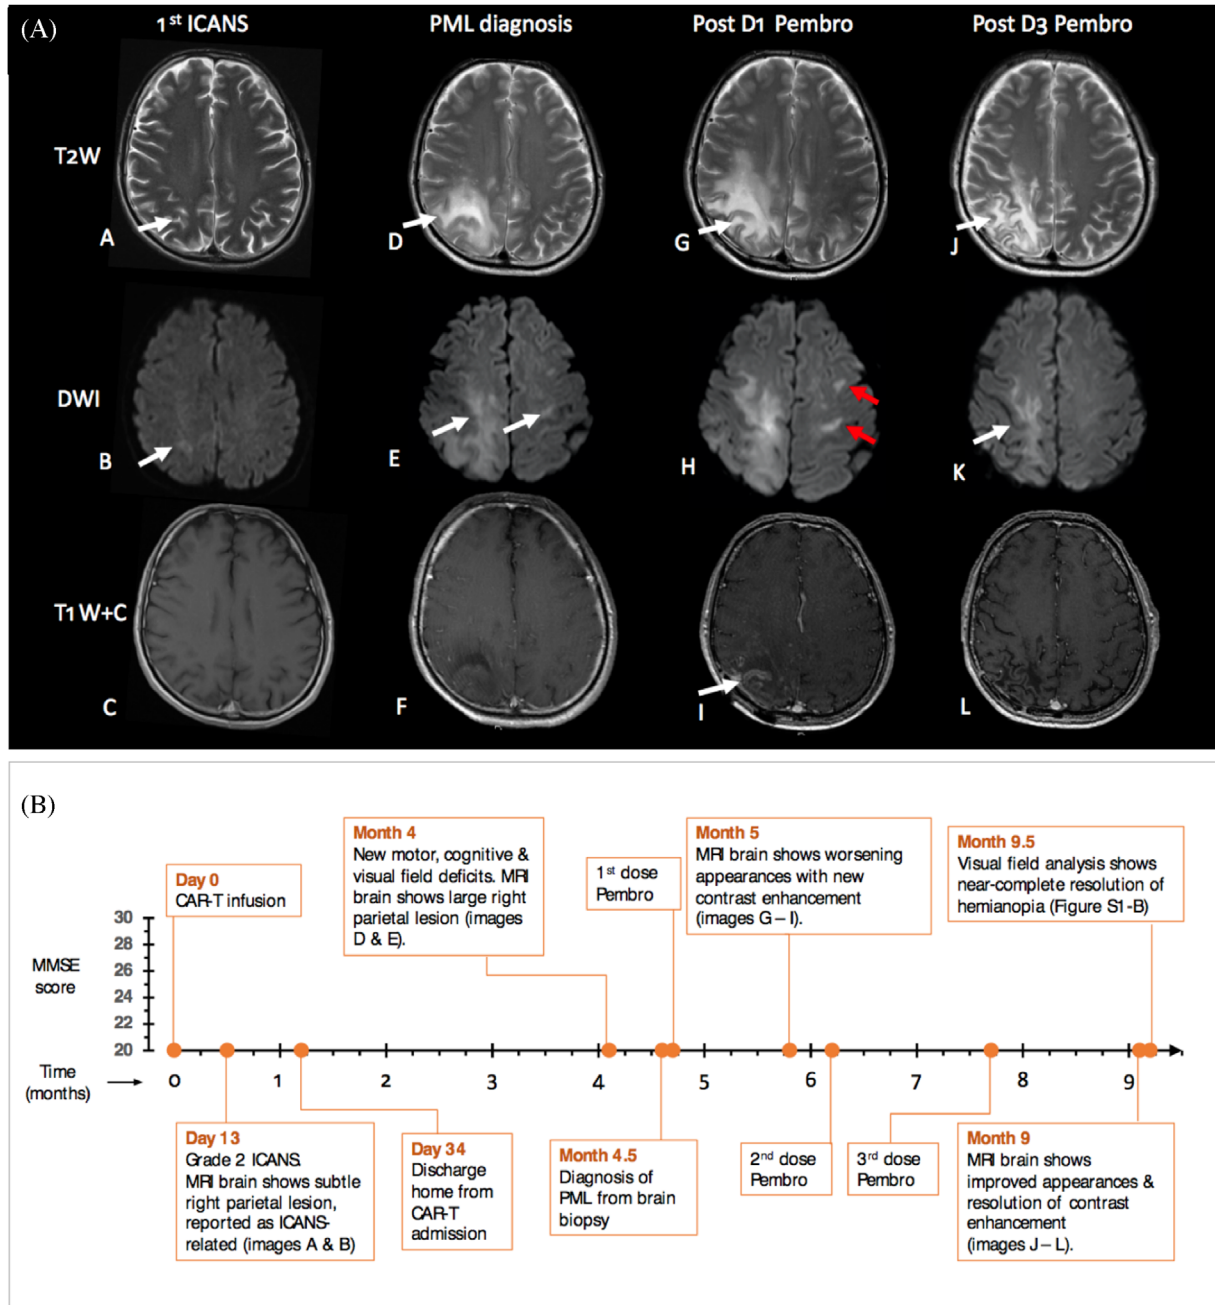 (A)
1st ICANS
PML diagnosis
Post D1 Pembro
Post D3 Pembro
T2W
A
D
G
J
DWI
B
E
H
K
T1 W+C
C
F
I
L
(B)
Day 0
CAR-T infusion
Month 4
New motor, cognitive &
visual field deficits. MRI
brain shows large right
parietal lesion (images
D & E).
1st dose
Pembro
Month 5
MRI brain shows worsening
appearances with new
contrast enhancement
(images G – I).
Month 9.5
Visual field analysis shows
near-complete resolution of
hemianopia (Figure S1-B)
MMSE
score
30
28
26
24
22
20
Time
(months)
0 1 2 3 4 5 6 7 8 9
Day 13
Grade 2 ICANS.
MRI brain shows subtle
right parietal lesion,
reported as ICANS-
related (images A & B)
Day 34
Discharge
home from
CAR-T
admission
Month 4.5
Diagnosis of
PML from brain
biopsy
2nd dose
Pembro
3rd dose
Pembro
Month 9
MRI brain shows
improved appearances &
resolution of contrast
enhancement
(images J – L).